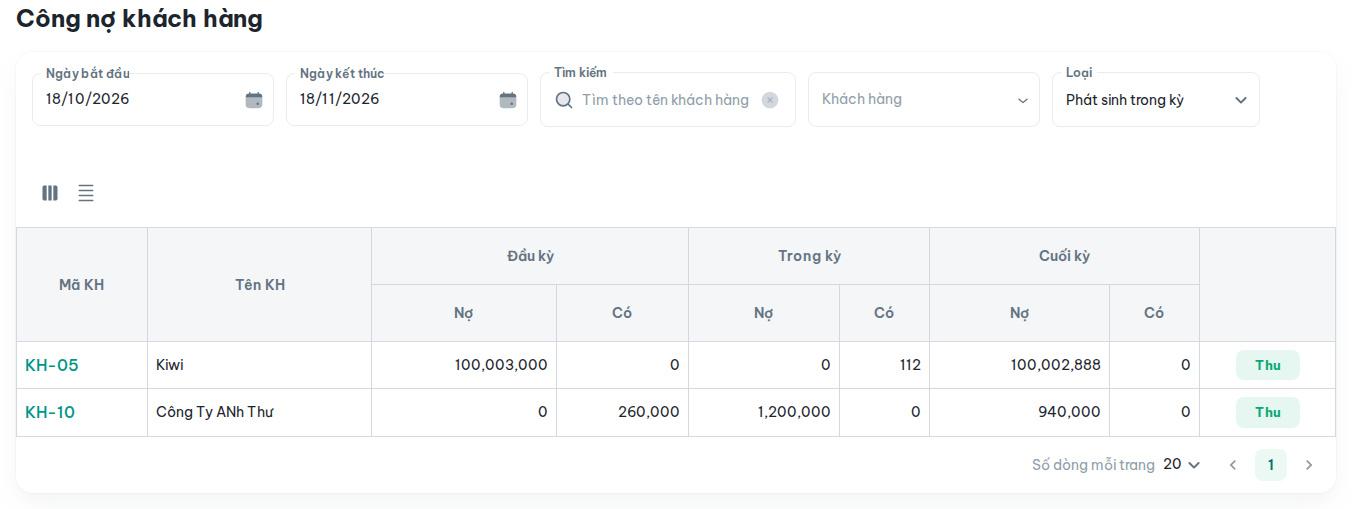 Công nợ khách hàng
Ngày bắt đầu Ngày kết thúc Tìm kiếm Loại
18/10/2026 18/11/2026 Tìm theo tên khách hàng Khách hàng Phát sinh trong kỳ
Mã KH Tên KH Đầu kỳ Trong kỳ Cuối kỳ
Nợ Có Nợ Có Nợ Có
KH-05 Kiwi 100,003,000 0 0 112 100,002,888 0 Thu
KH-10 Công Ty ANh Thư 0 260,000 1,200,000 0 940,000 0 Thu
Số dòng mỗi trang 20 1